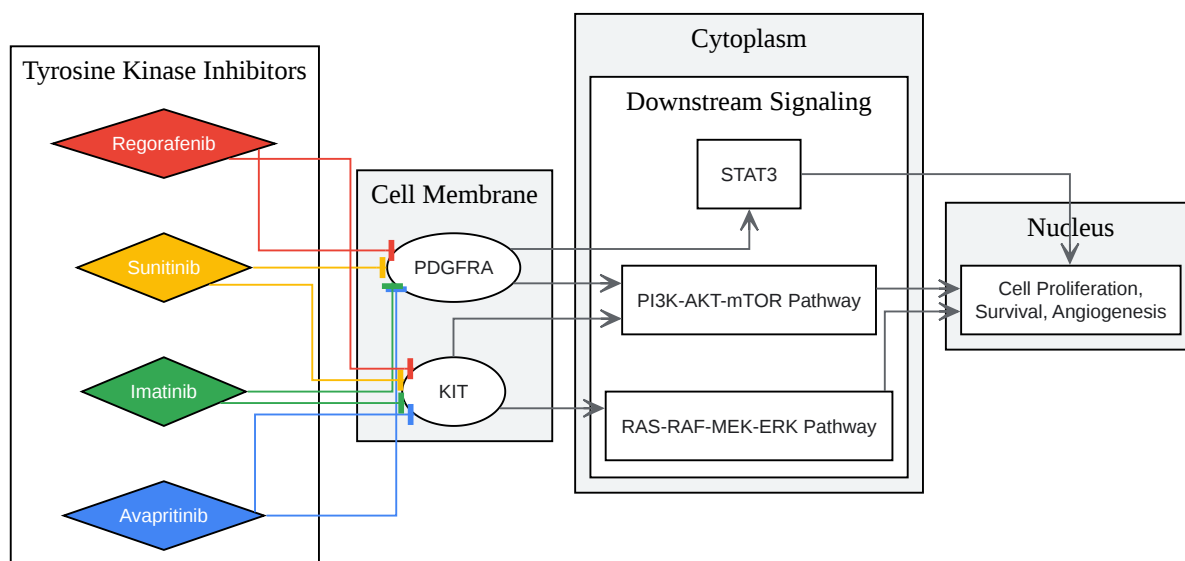 Tyrosine Kinase Inhibitors
Regorafenib
Sunitinib
Imatinib
Avapritinib
Cell Membrane
PDGFRA
KIT
Cytoplasm
Downstream Signaling
STAT3
PI3K-AKT-mTOR Pathway
RAS-RAF-MEK-ERK Pathway
Nucleus
Cell Proliferation,
Survival, Angiogenesis